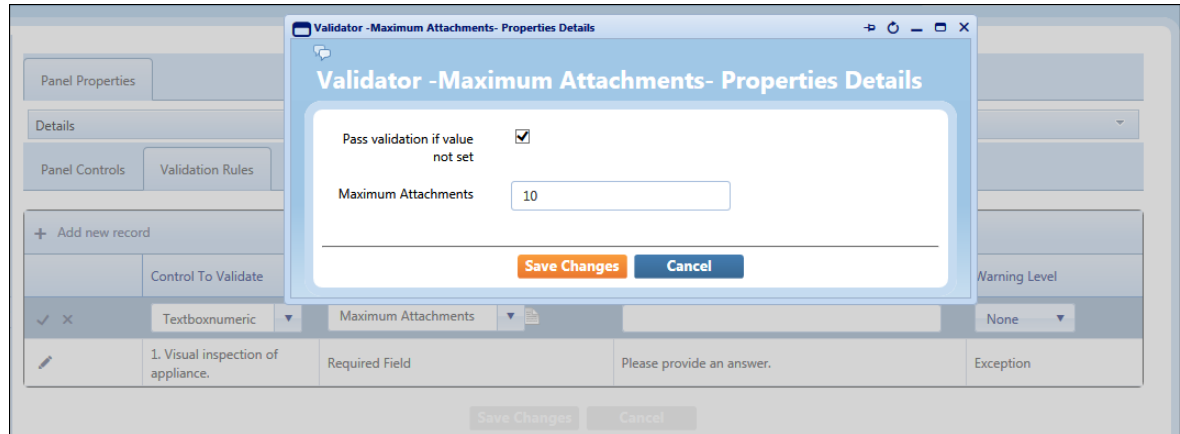 Validator -Maximum Attachments- Properties Details
Validator -Maximum Attachments- Properties Details
Panel Properties
Details
Pass validation if value
not set
Panel Controls
Validation Rules
Maximum Attachments
10
+ Add new record
Save Changes
Cancel
Control To Validate
Warning Level
Textboxnumeric
Maximum Attachments
None
1. Visual inspection of
appliance.
Required Field
Please provide an answer.
Exception
Save Changes
Cancel